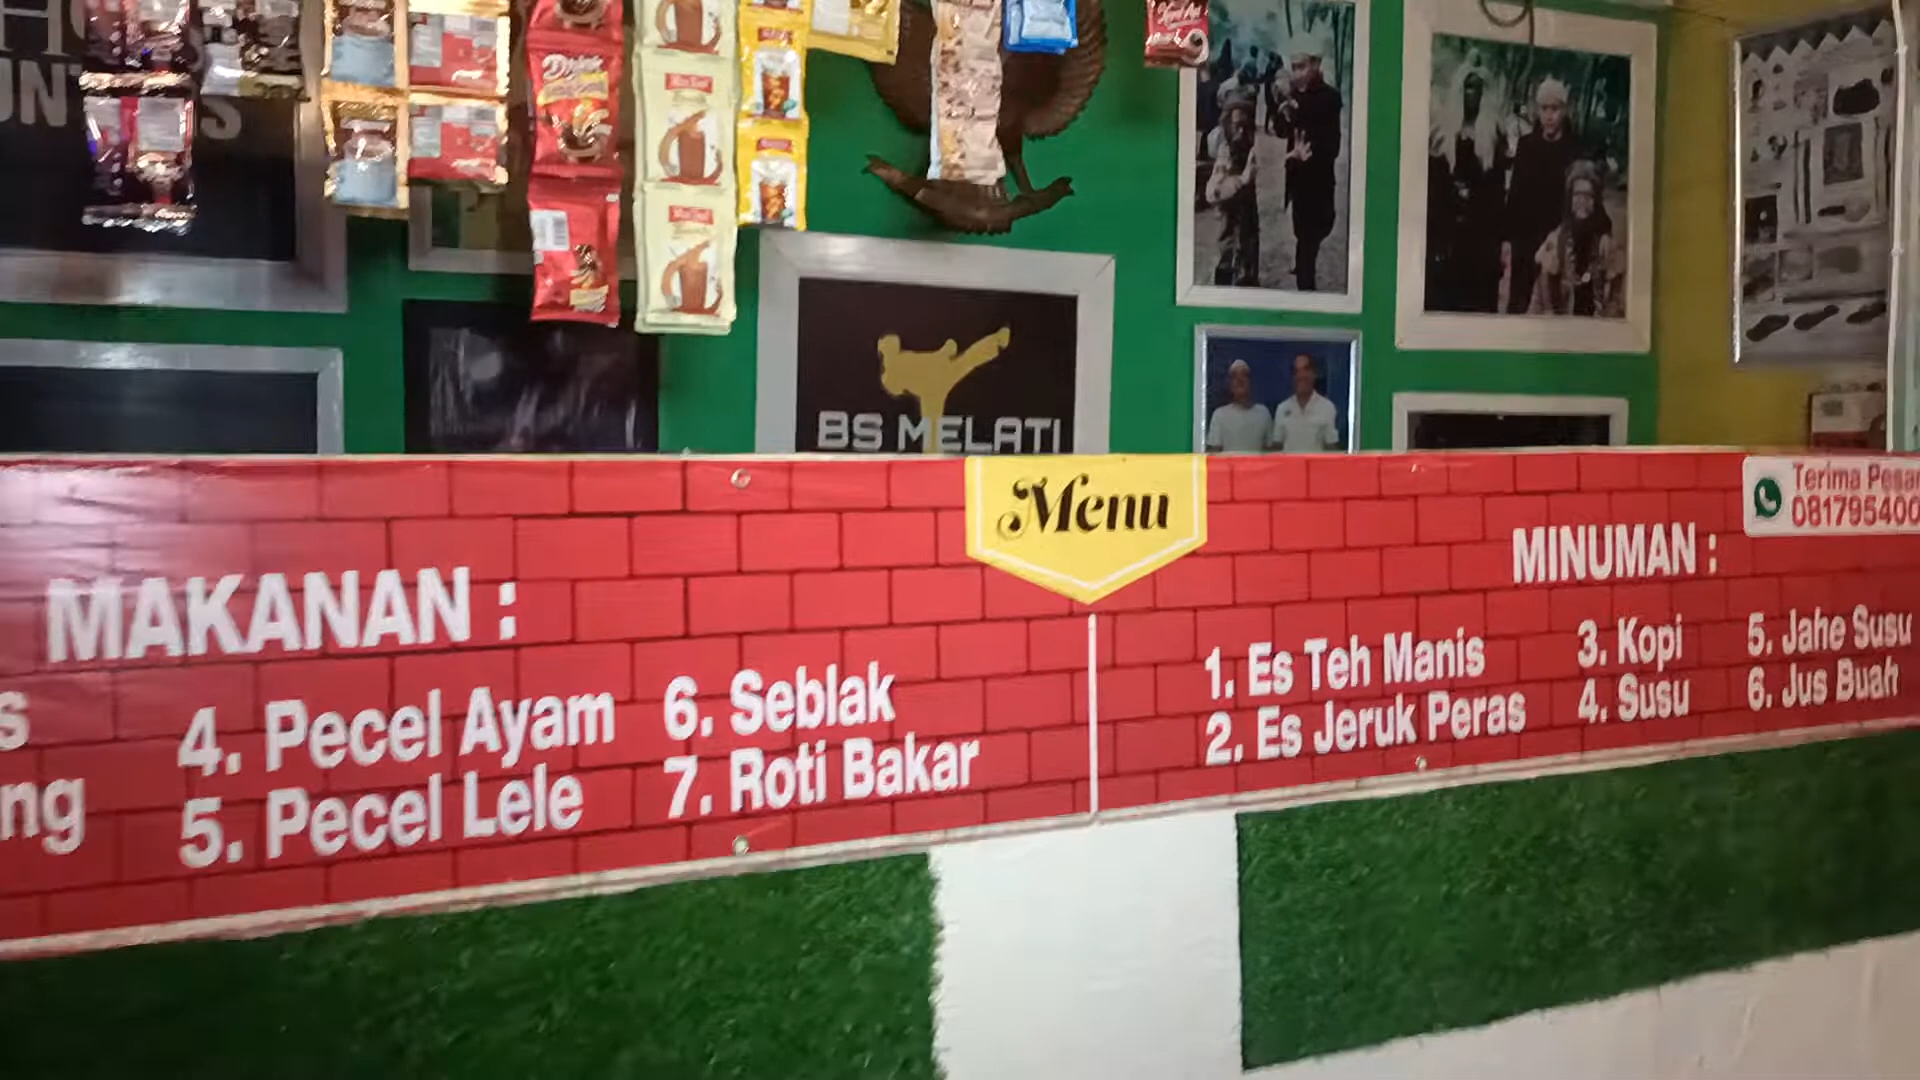 BS MELATI
Menu
Terima Pesan
081795400
MAKANAN :
4. Pecel Ayam
5. Pecel Lele
6. Seblak
7. Roti Bakar
MINUMAN :
1. Es Teh Manis
2. Es Jeruk Peras
3. Kopi
4. Susu
5. Jahe Susu
6. Jus Buah